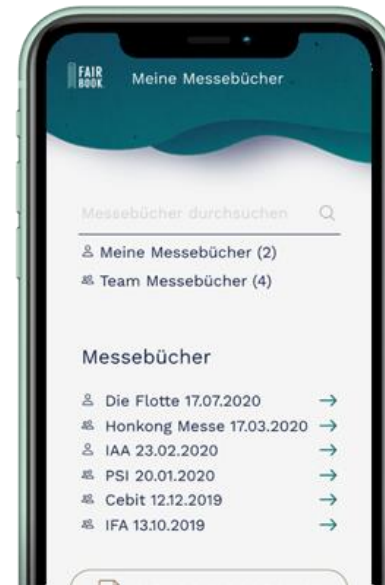 FAIR
BOOK
Meine Messebücher
Messebücher durchsuchen
Meine Messebücher (2)
Team Messebücher (4)
Messebücher
Die Flotte 17.07.2020
Honkong Messe 17.03.2020
IAA 23.02.2020
PSI 20.01.2020
Cebit 12.12.2019
IFA 13.10.2019